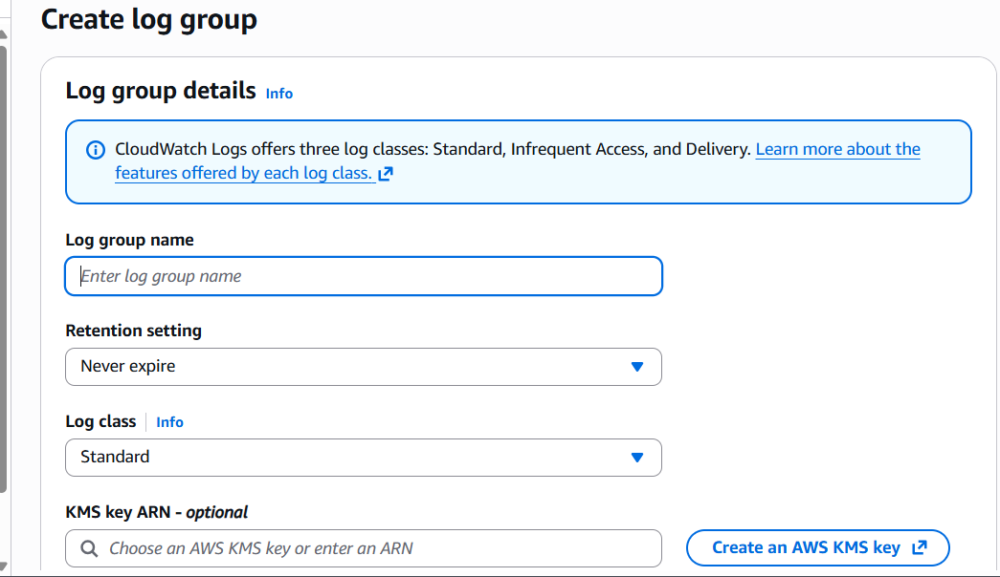 Create log group
Log group details Info
CloudWatch Logs offers three log classes: Standard, Infrequent Access, and Delivery. Learn more about the
features offered by each log class.
Log group name
Enter log group name
Retention setting
Never expire
Log class Info
Standard
KMS key ARN - optional
Choose an AWS KMS key or enter an ARN
Create an AWS KMS key